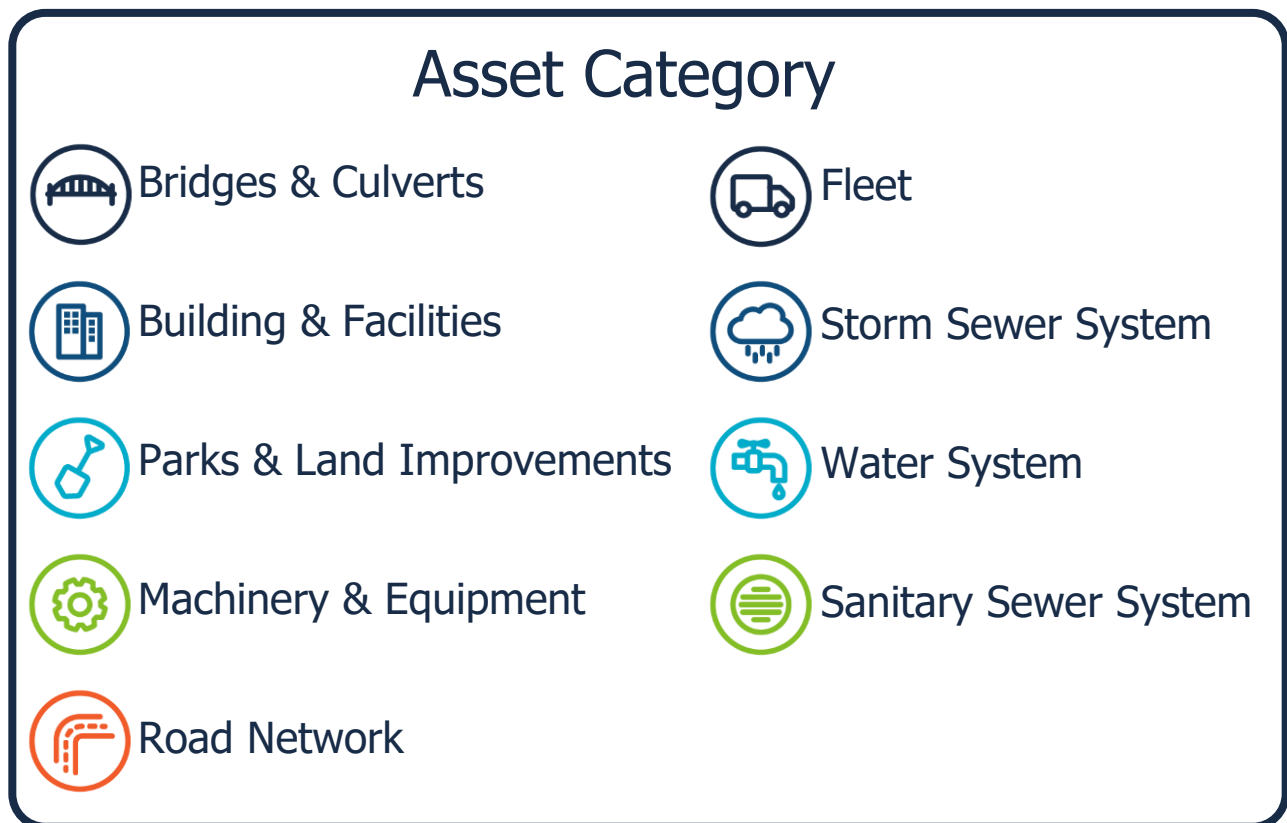 Asset Category
Bridges & Culverts
Building & Facilities
Parks & Land Improvements
Machinery & Equipment
Road Network
Fleet
Storm Sewer System
Water System
Sanitary Sewer System